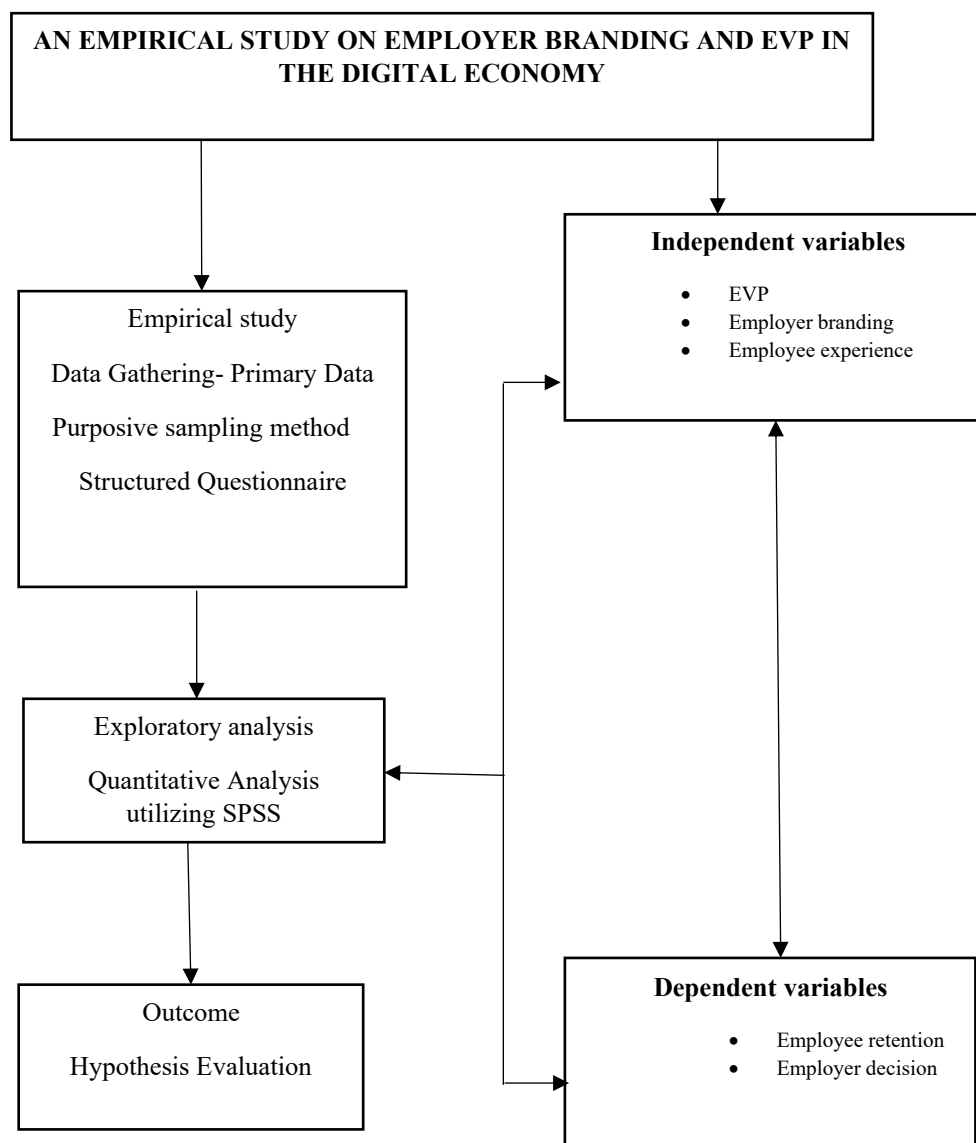 AN EMPIRICAL STUDY ON EMPLOYER BRANDING AND EVP IN
THE DIGITAL ECONOMY
Independent variables
• EVP
• Employer branding
• Employee experience
Empirical study
Data Gathering- Primary Data
Purposive sampling method
Structured Questionnaire
Exploratory analysis
Quantitative Analysis
utilizing SPSS
Outcome
Hypothesis Evaluation
Dependent variables
• Employee retention
• Employer decision